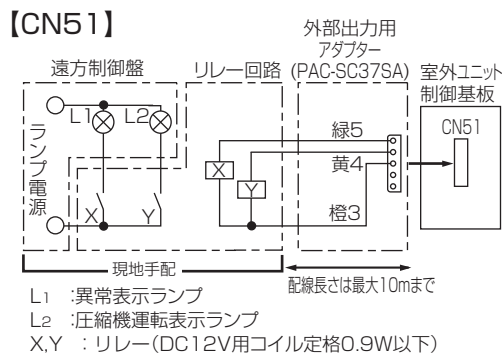 【CN51】
外部出力用
アダプター
(PAC-SC37SA)
遠方制御盤
リレー回路
室外ユニット
制御基板
L1
L2
緑5
CN51
ランプ電源
黄4
X
Y
X
Y
橙3
現地手配
配線長さは最大10mまで
L1 :異常表示ランプ
L2 :圧縮機運転表示ランプ
X,Y :リレー(DC12V用コイル定格0.9W以下)